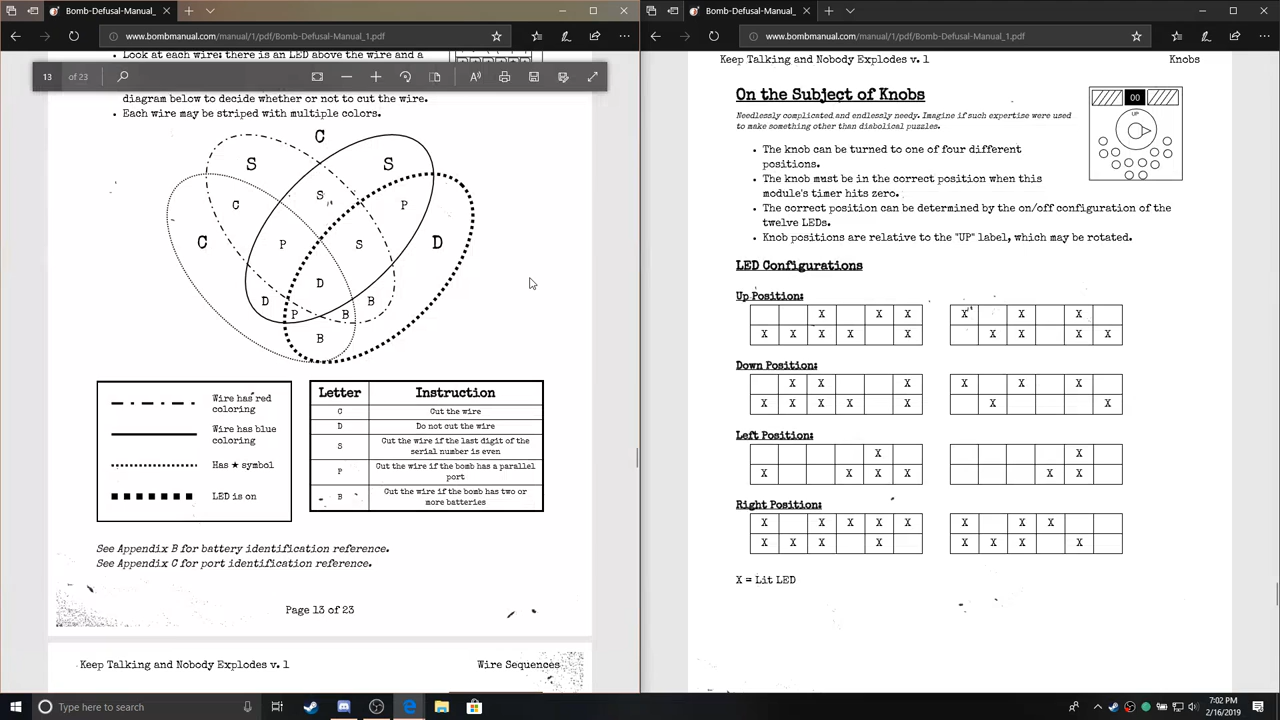 Bomb-Defusal-Manual_
www.bombmanual.com/manual/1/pdf/Bomb-Defusal-Manual_1.pdf
Look at each wire: there is an LED above the wire and a
13 of 23
diagram below to decide whether or not to cut the wire.
Each wire may be striped with multiple colors.
C
S S
S
C P
P S
C D
D
D B
P B
B
Wire has red
coloring
Wire has blue
coloring
Has ★ symbol
LED is on
Letter Instruction
C Cut the wire
D Do not cut the wire
S Cut the wire if the last digit of the
serial number is even
P Cut the wire if the bomb has a parallel
port
B Cut the wire if the bomb has two or
more batteries
See Appendix B for battery identification reference.
See Appendix C for port identification reference.
Page 13 of 23
Keep Talking and Nobody Explodes v. 1 Wire Sequences
Bomb-Defusal-Manual_
www.bombmanual.com/manual/1/pdf/Bomb-Defusal-Manual_1.pdf
Keep Talking and Nobody Explodes v. 1 Knobs
On the Subject of Knobs
Needlessly complicated and endlessly needy. Imagine if such expertise were used
to make something other than diabolical puzzles.
00
UP
The knob can be turned to one of four different
positions.
The knob must be in the correct position when this
module's timer hits zero.
The correct position can be determined by the on/off configuration of the
twelve LEDs.
Knob positions are relative to the "UP" label, which may be rotated.
LED Configurations
Up Position:
X X X X X X
X X X X X X X X X
Down Position:
X X X X X X
X X X X X X X
Left Position:
X X
X X X X X X
Right Position:
X X X X X X X
X X X X X X X X
X = Lit LED
Type here to search
7:02 PM
2/16/2019